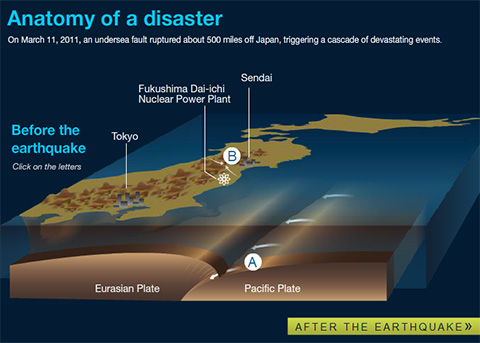 Anatomy of a disaster
On March 11, 2011, an undersea fault ruptured about 500 miles off Japan, triggering a cascade of devastating events.
Sendai
Fukushima Dai-ichi
Nuclear Power Plant
Before the
earthquake
Click on the letters
Tokyo
B
A
Eurasian Plate
Pacific Plate
AFTER THE EARTHQUAKE»